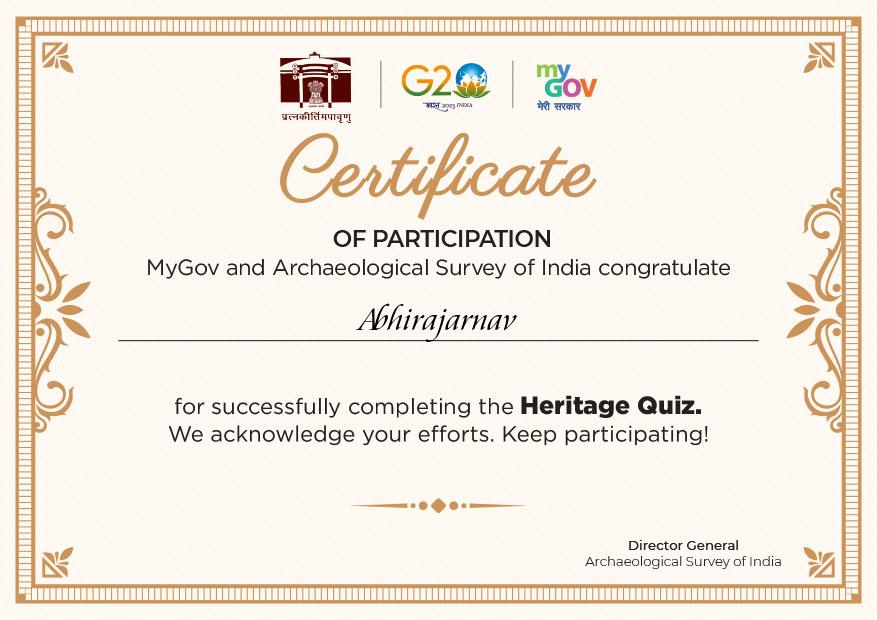 प्रत्नकीर्तिमपावृणु
G20
भारत 2023 INDIA
my
GOV
मेरी सरकार
Certificate
OF PARTICIPATION
MyGov and Archaeological Survey of India congratulate
Abhirajarnav
for successfully completing the Heritage Quiz.
We acknowledge your efforts. Keep participating!
Director General
Archaeological Survey of India